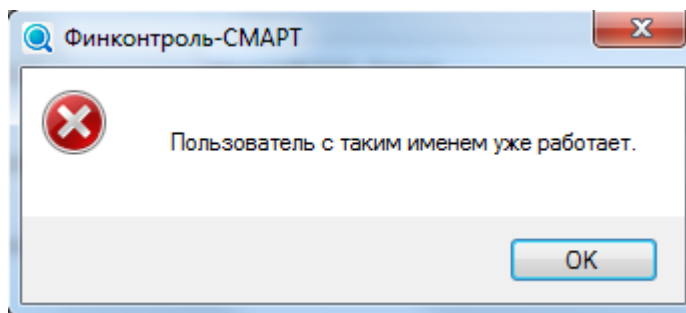 Финконтроль-СМАРТ
Пользователь с таким именем уже работает.
OK